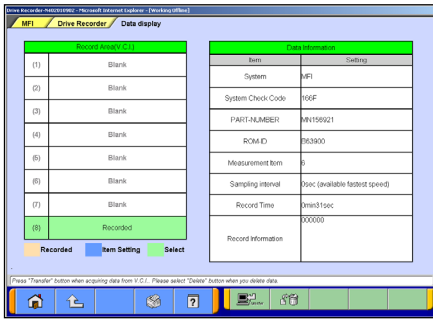 Drive Recorder-M402010902 - Microsoft Internet Explorer - [Working Offline]
MFI Drive Recorder Data display
Record Area(V.C.I.)
(1) Blank
(2) Blank
(3) Blank
(4) Blank
(5) Blank
(6) Blank
(7) Blank
(8) Recorded
Recorded Item Setting Select
Data Information
Item Setting
System MFI
System Check Code 166F
PART-NUMBER MN156921
ROM-ID B63900
Measurement Item 6
Sampling interval 0sec (available fastest speed)
Record Time 0min31sec
Record Information 000000
Press "Transfer" button when acquiring data from V.C.I.. Please select "Delete" button when you delete data.
?